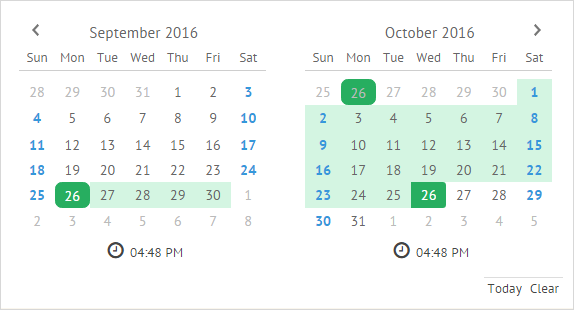 September 2016
Sun Mon Tue Wed Thu Fri Sat
28 29 30 31 1 2 3
4 5 6 7 8 9 10
11 12 13 14 15 16 17
18 19 20 21 22 23 24
25 26 27 28 29 30 1
2 3 4 5 6 7 8
04:48 PM
October 2016
Sun Mon Tue Wed Thu Fri Sat
25 26 27 28 29 30 1
2 3 4 5 6 7 8
9 10 11 12 13 14 15
16 17 18 19 20 21 22
23 24 25 26 27 28 29
30 31 1 2 3 4 5
04:48 PM
Today Clear